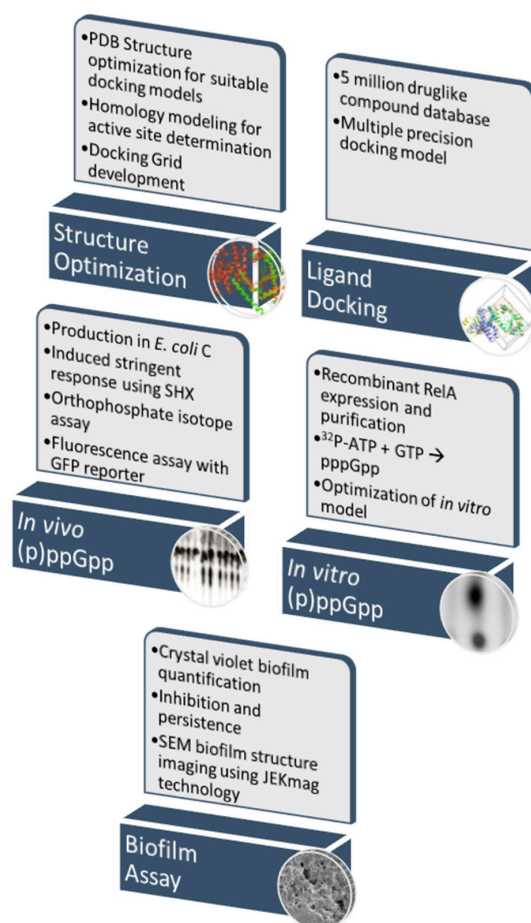 •PDB Structure
optimization for suitable
docking models
•Homology modeling for
active site determination
•Docking Grid
development
Structure
Optimization
•5 million druglike
compound database
•Multiple precision
docking model
Ligand
Docking
•Production in E. coli C
•Induced stringent
response using SHX
•Orthophosphate isotope
assay
•Fluorescence assay with
GFP reporter
In vivo
(p)ppGpp
•Recombinant RelA
expression and
purification
•³²P-ATP + GTP →
pppGpp
•Optimization of in vitro
model
In vitro
(p)ppGpp
•Crystal violet biofilm
quantification
•Inhibition and
persistence
•SEM biofilm structure
imaging using JEKmag
technology
Biofilm
Assay